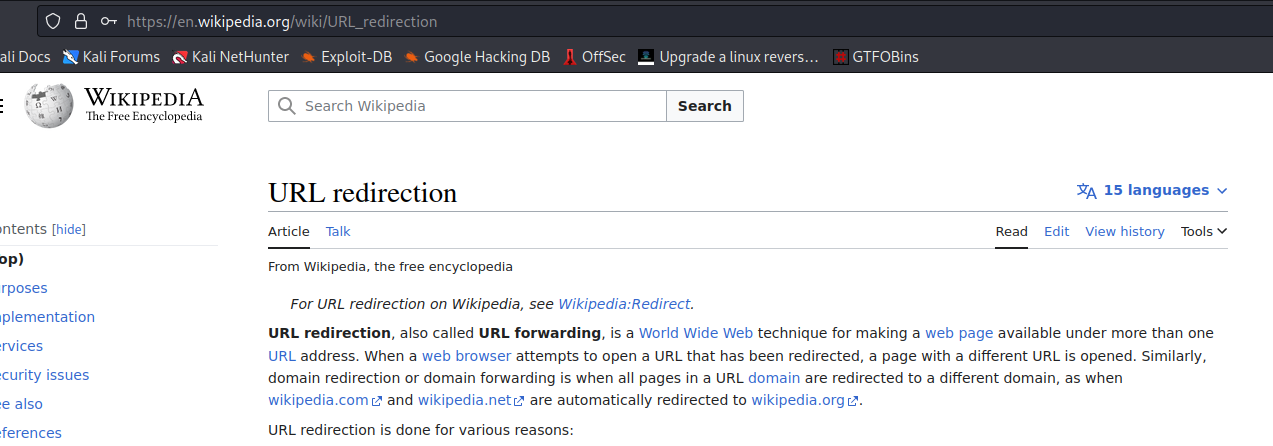 https://en.wikipedia.org/wiki/URL_redirection
ali Docs Kali Forums Kali NetHunter Exploit-DB Google Hacking DB OffSec Upgrade a linux revers… GTFOBins
WIKIPEDIA
The Free Encyclopedia
Search Wikipedia Search
URL redirection
15 languages
ontents [hide]
Article Talk Read Edit View history Tools
op)
From Wikipedia, the free encyclopedia
urposes
For URL redirection on Wikipedia, see Wikipedia:Redirect.
mplementation
URL redirection, also called URL forwarding, is a World Wide Web technique for making a web page available under more than one
ervices
URL address. When a web browser attempts to open a URL that has been redirected, a page with a different URL is opened. Similarly,
ecurity issues
domain redirection or domain forwarding is when all pages in a URL domain are redirected to a different domain, as when
ee also
wikipedia.com and wikipedia.net are automatically redirected to wikipedia.org.
eferences
URL redirection is done for various reasons: